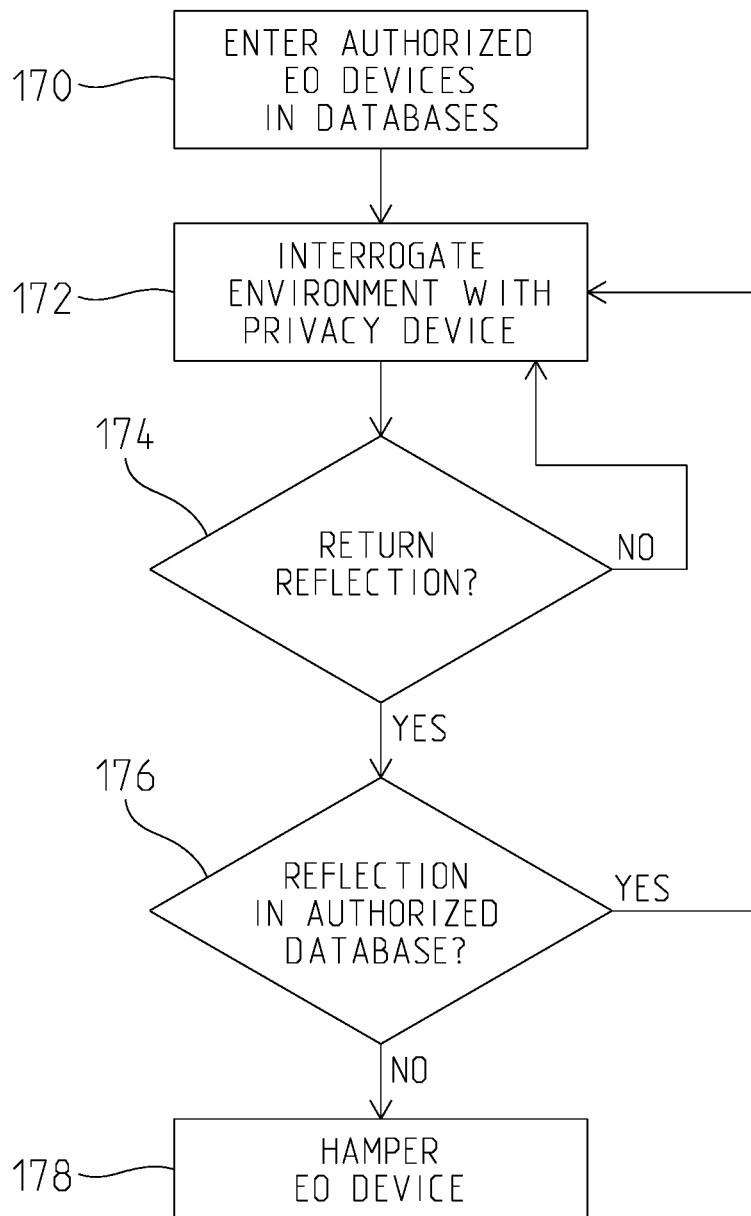 ENTER AUTHORIZED
EO DEVICES
IN DATABASES
170
INTERROGATE
ENVIRONMENT WITH
PRIVACY DEVICE
172
174
RETURN
REFLECTION?
NO
YES
176
REFLECTION
IN AUTHORIZED
DATABASE?
YES
NO
HAMPER
EO DEVICE
178